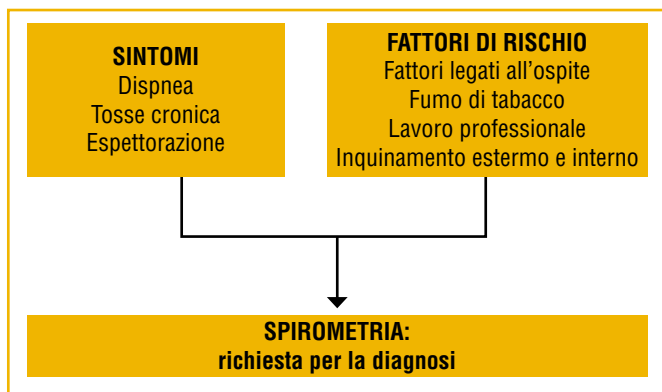 SINTOMI
Dispnea
Tosse cronica
Espettorazione
FATTORI DI RISCHIO
Fattori legati all'ospite
Fumo di tabacco
Lavoro professionale
Inquinamento estermo e interno
SPIROMETRIA:
richiesta per la diagnosi